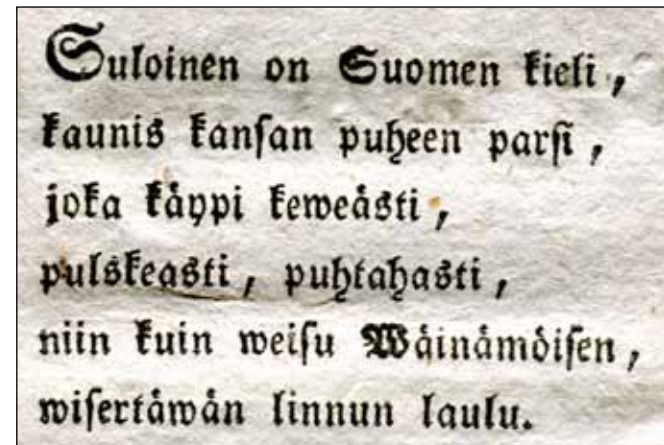 Suloinen on Suomen kieli,
kaunis kansan puheen parsi,
joka käypi keweästi,
pulskeasti, puhtahasti,
niin kuin weisu Wäinämöisen,
wisertäwän linnun laulu.